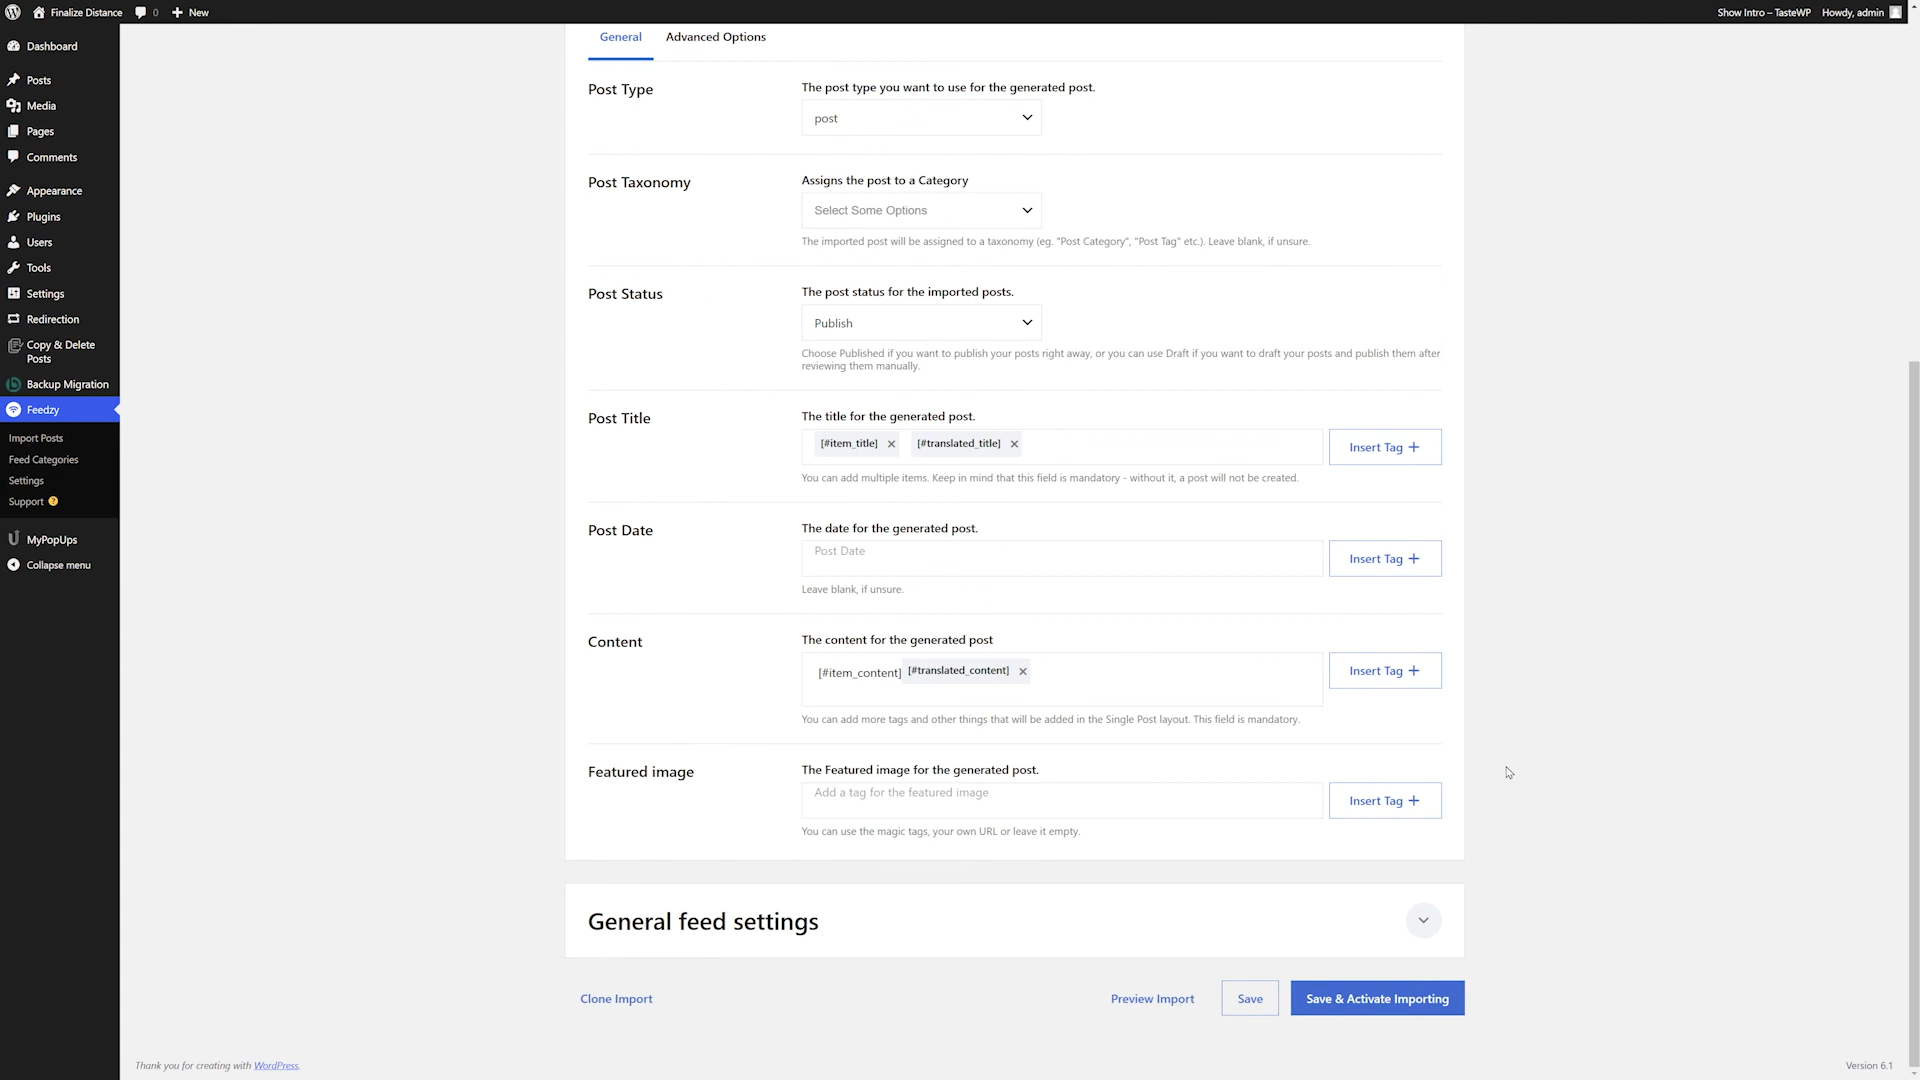 Finalize Distance
0
New
Show Intro – TasteWP
Howdy, admin
Dashboard
Posts
Media
Pages
Comments
Appearance
Plugins
Users
Tools
Settings
Redirection
Copy & Delete
Posts
Backup Migration
Feedzy
Import Posts
Feed Categories
Settings
Support ?
MyPopUps
Collapse menu
General
Advanced Options
Post Type
The post type you want to use for the generated post.
post
Post Taxonomy
Assigns the post to a Category
Select Some Options
The imported post will be assigned to a taxonomy (eg. "Post Category", "Post Tag" etc.). Leave blank, if unsure.
Post Status
The post status for the imported posts.
Publish
Choose Published if you want to publish your posts right away, or you can use Draft if you want to draft your posts and publish them after
reviewing them manually.
Post Title
The title for the generated post.
[#item_title] × [#translated_title] ×
Insert Tag +
You can add multiple items. Keep in mind that this field is mandatory - without it, a post will not be created.
Post Date
The date for the generated post.
Post Date
Insert Tag +
Leave blank, if unsure.
Content
The content for the generated post
[#item_content] [#translated_content] ×
Insert Tag +
You can add more tags and other things that will be added in the Single Post layout. This field is mandatory.
Featured image
The Featured image for the generated post.
Add a tag for the featured image
Insert Tag +
You can use the magic tags, your own URL or leave it empty.
General feed settings
Clone Import
Preview Import
Save
Save & Activate Importing
Thank you for creating with WordPress.
Version 6.1